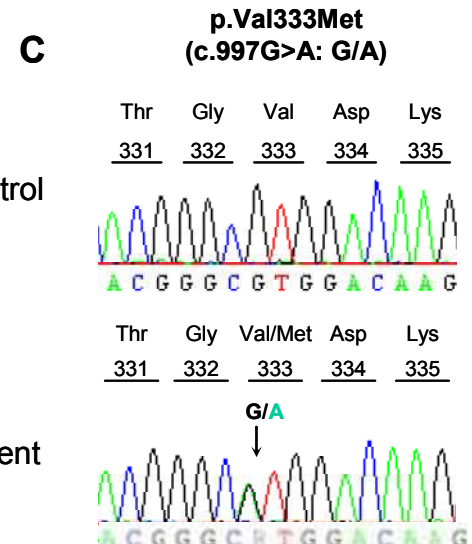 C
p.Val333Met
(c.997G>A: G/A)
Thr Gly Val Asp Lys
331 332 333 334 335
trol
A C G G G C G T G G A C A A G
Thr Gly Val/Met Asp Lys
331 332 333 334 335
G/A
ent
A C G G G C R T G G A C A A G